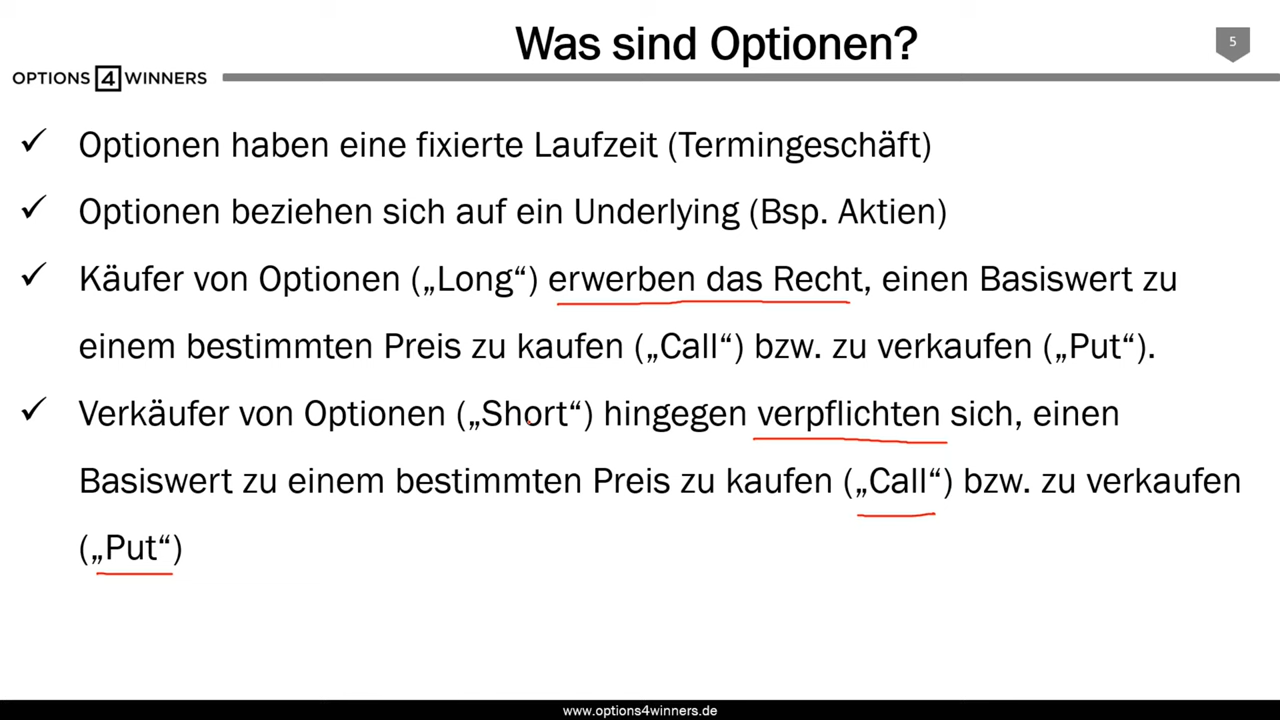 Was sind Optionen?
5
OPTIONS 4 WINNERS
✓ Optionen haben eine fixierte Laufzeit (Termingeschäft)
✓ Optionen beziehen sich auf ein Underlying (Bsp. Aktien)
✓ Käufer von Optionen („Long“) erwerben das Recht, einen Basiswert zu
einem bestimmten Preis zu kaufen („Call“) bzw. zu verkaufen („Put“).
✓ Verkäufer von Optionen („Short“) hingegen verpflichten sich, einen
Basiswert zu einem bestimmten Preis zu kaufen („Call“) bzw. zu verkaufen
(„Put“)
www.options4winners.de